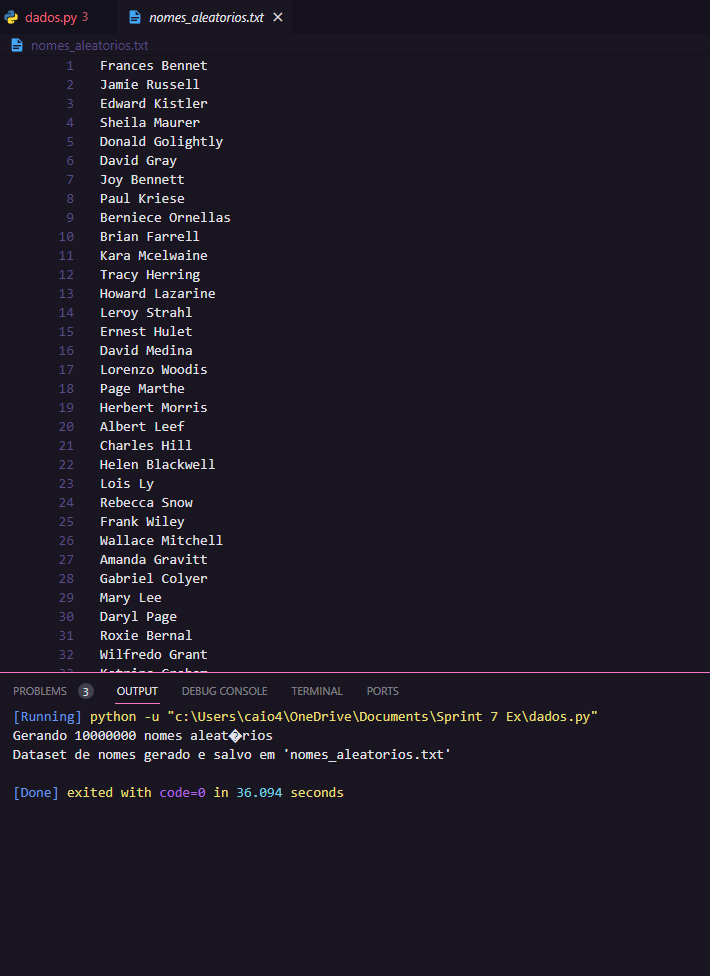 dados.py 3 nomes_aleatorios.txt
nomes_aleatorios.txt
1 Frances Bennet
2 Jamie Russell
3 Edward Kistler
4 Sheila Maurer
5 Donald Golightly
6 David Gray
7 Joy Bennett
8 Paul Kriese
9 Berniece Ornellas
10 Brian Farrell
11 Kara Mcelwaine
12 Tracy Herring
13 Howard Lazarine
14 Leroy Strahl
15 Ernest Hulet
16 David Medina
17 Lorenzo Woodis
18 Page Marthe
19 Herbert Morris
20 Albert Leef
21 Charles Hill
22 Helen Blackwell
23 Lois Ly
24 Rebecca Snow
25 Frank Wiley
26 Wallace Mitchell
27 Amanda Gravitt
28 Gabriel Colyer
29 Mary Lee
30 Daryl Page
31 Roxie Bernal
32 Wilfredo Grant
PROBLEMS 3 OUTPUT DEBUG CONSOLE TERMINAL PORTS
[Running] python -u "c:\Users\caio4\OneDrive\Documents\Sprint 7 Ex\dados.py"
Gerando 10000000 nomes aleat�rios
Dataset de nomes gerado e salvo em 'nomes_aleatorios.txt'
[Done] exited with code=0 in 36.094 seconds